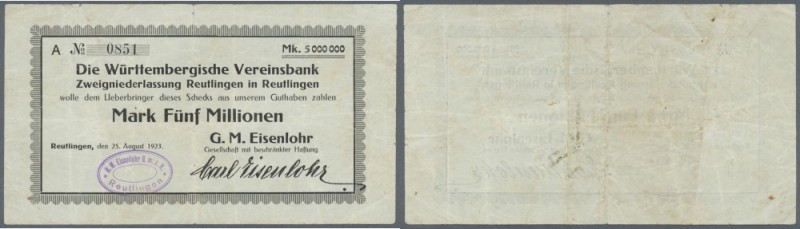 A № 0851 Mk. 5 000 000
Die Württembergische Vereinsbank
Zweigniederlassung Reutlingen in Reutlingen
wolle dem Ueberbringer dieses Schecks aus unserem Guthaben zahlen
Mark Fünf Millionen
G. M. Eisenlohr
Reutlingen, den 25. August 1923. Gesellschaft mit beschränkter Haftung
G. M. Eisenlohr G. m. b. H.
Reutlingen
Carl Eisenlohr